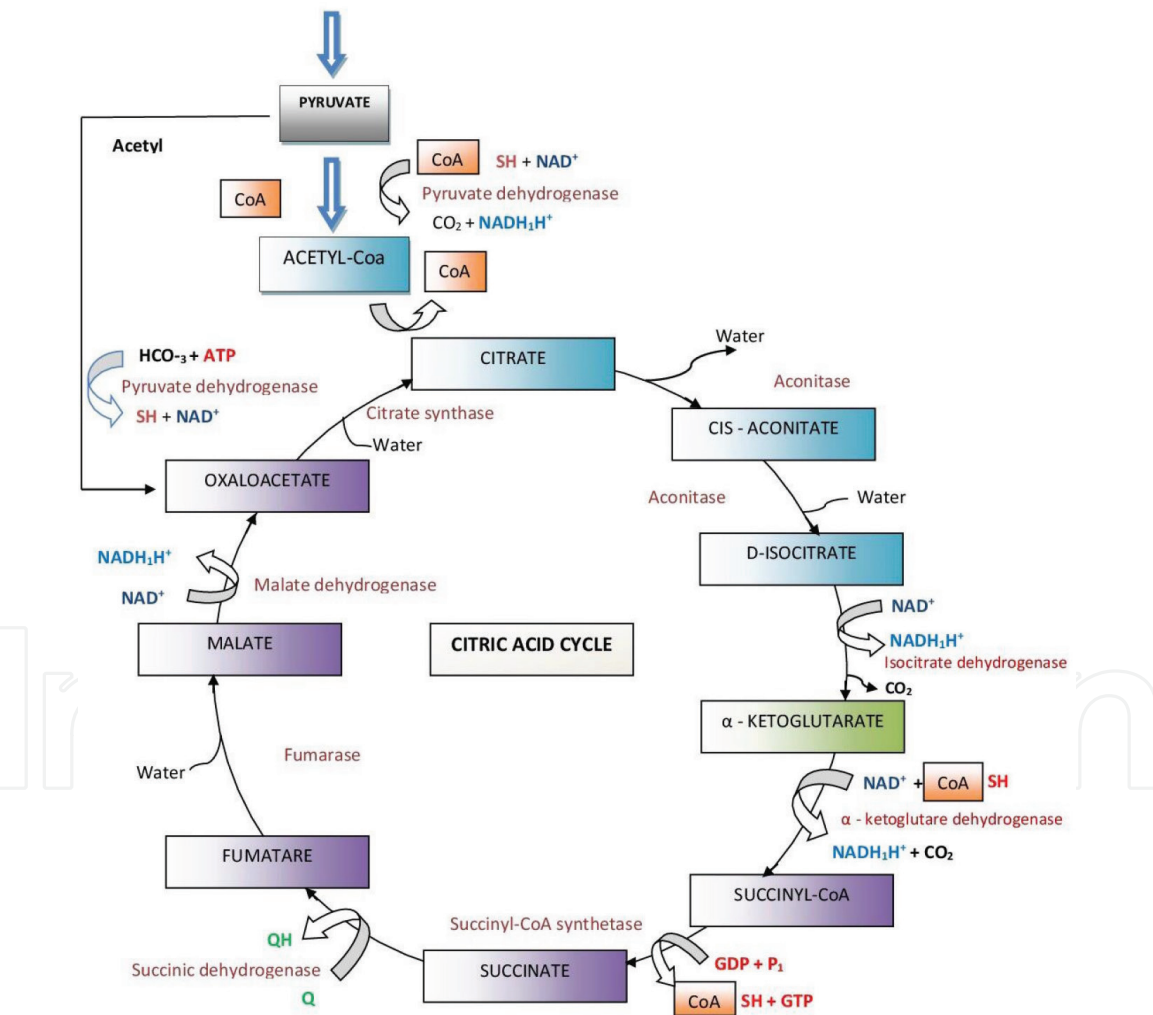 PYRUVATE
Acetyl
CoA SH + NAD⁺
Pyruvate dehydrogenase
CO₂ + NADH₁H⁺
CoA
ACETYL-Coa
CoA
HCO-₃ + ATP
Pyruvate dehydrogenase
SH + NAD⁺
CITRATE
Water
Aconitase
Citrate synthase
Water
CIS - ACONITATE
OXALOACETATE
Aconitase
Water
D-ISOCITRATE
NADH₁H⁺
NAD⁺
Malate dehydrogenase
NAD⁺
NADH₁H⁺
Isocitrate dehydrogenase
CO₂
MALATE
CITRIC ACID CYCLE
α - KETOGLUTARATE
Fumarase
Water
NAD⁺ + CoA SH
α - ketoglutare dehydrogenase
NADH₁H⁺ + CO₂
FUMATARE
SUCCINYL-CoA
Succinyl-CoA synthetase
QH
Succinic dehydrogenase
Q
SUCCINATE
GDP + P₁
CoA SH + GTP